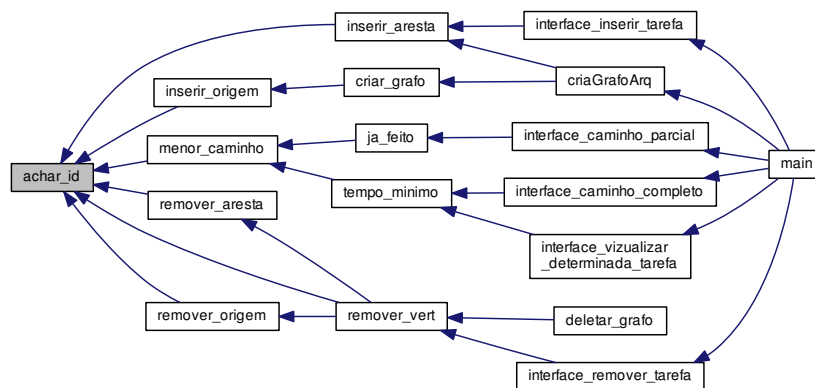 inserir_aresta
interface_inserir_tarefa
inserir_origem
criar_grafo
criaGrafoArq
menor_caminho
ja_feito
interface_caminho_parcial
main
achar_id
remover_aresta
tempo_minimo
interface_caminho_completo
interface_vizualizar
_determinada_tarefa
remover_origem
remover_vert
deletar_grafo
interface_remover_tarefa